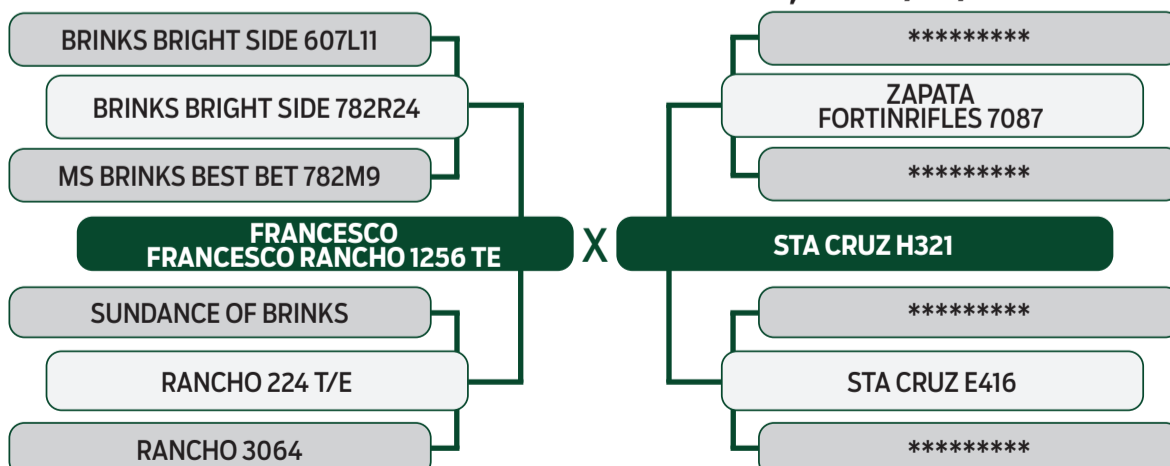 BRINKS BRIGHT SIDE 607L11
BRINKS BRIGHT SIDE 782R24
MS BRINKS BEST BET 782M9
FRANCESCO
FRANCESCO RANCHO 1256 TE
SUNDANCE OF BRINKS
RANCHO 224 T/E
RANCHO 3064
X
*********
ZAPATA
FORTINRIFLES 7087
*********
STA CRUZ H321
*********
STA CRUZ E416
*********